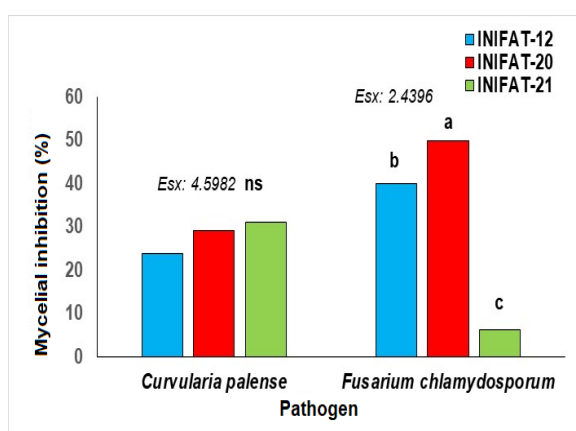 INIFAT-12
INIFAT-20
INIFAT-21
Esx: 2.4396
a
b
Esx: 4.5982 ns
c
60
50
40
30
20
10
0
Mycelial inhibition (%)
Curvularia palense Fusarium chlamydosporum
Pathogen